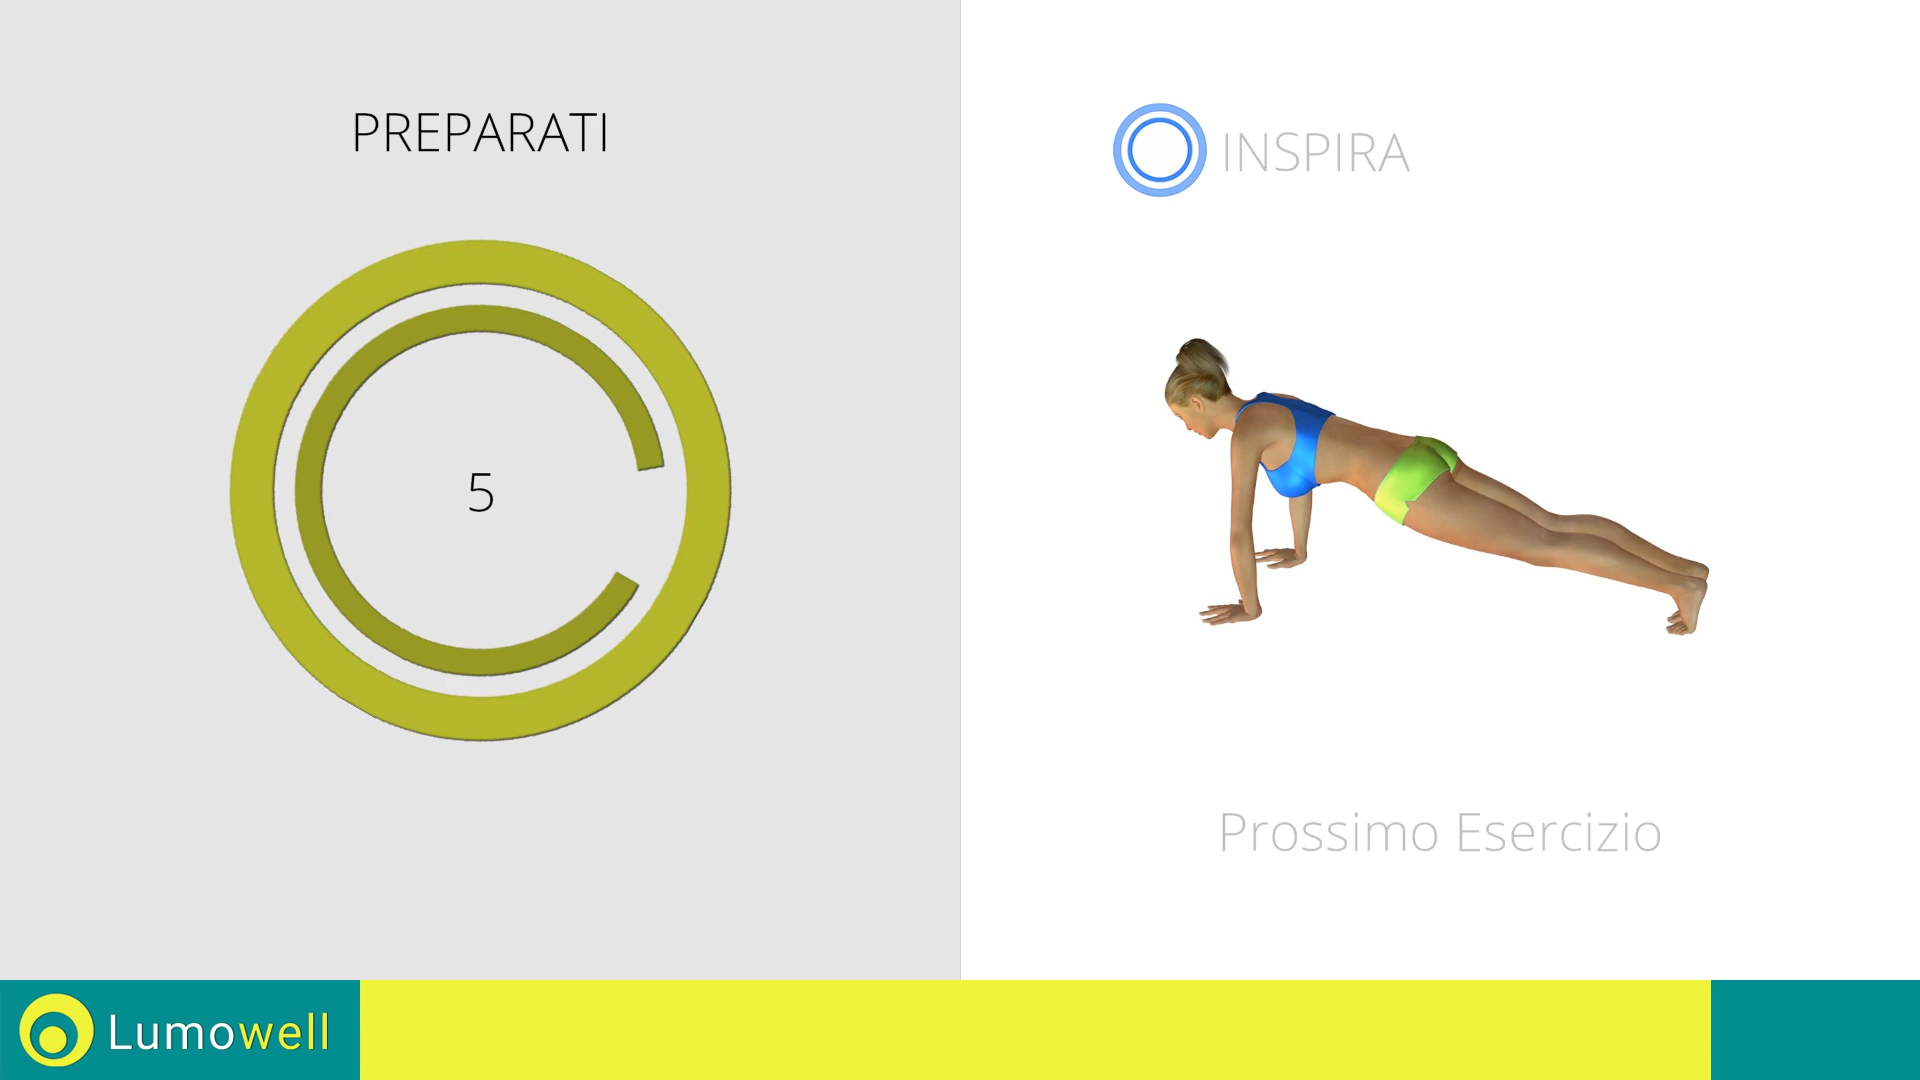 PREPARATI
5
INSPIRA
Prossimo Esercizio
Lumowell